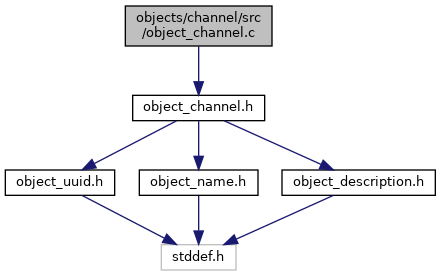 objects/channel/src
/object_channel.c
object_channel.h
object_uuid.h
object_name.h
object_description.h
stddef.h